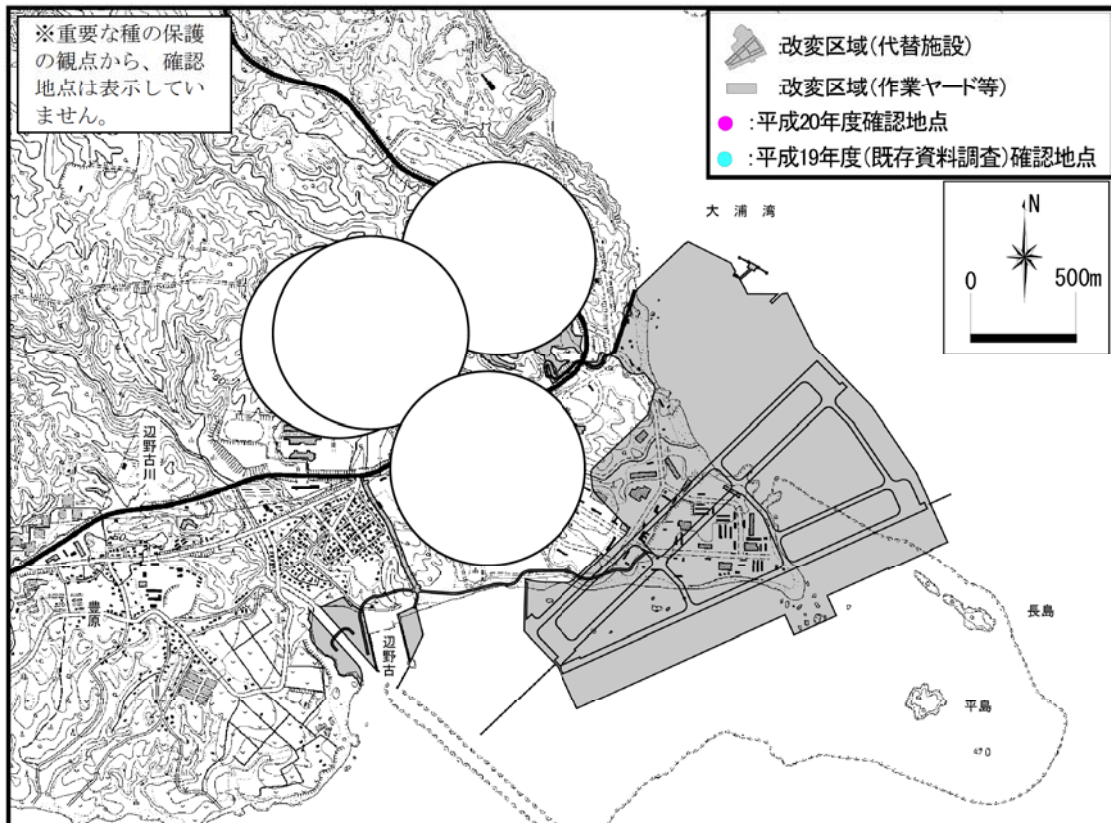 ※重要な種の保護
の観点から、確認
地点は表示してい
ません。
:改変区域(代替施設)
:改変区域(作業ヤード等)
:平成20年度確認地点
:平成19年度(既存資料調査)確認地点
大浦湾
N
0 500m
辺野古川
豊原
辺野古
長島
平島